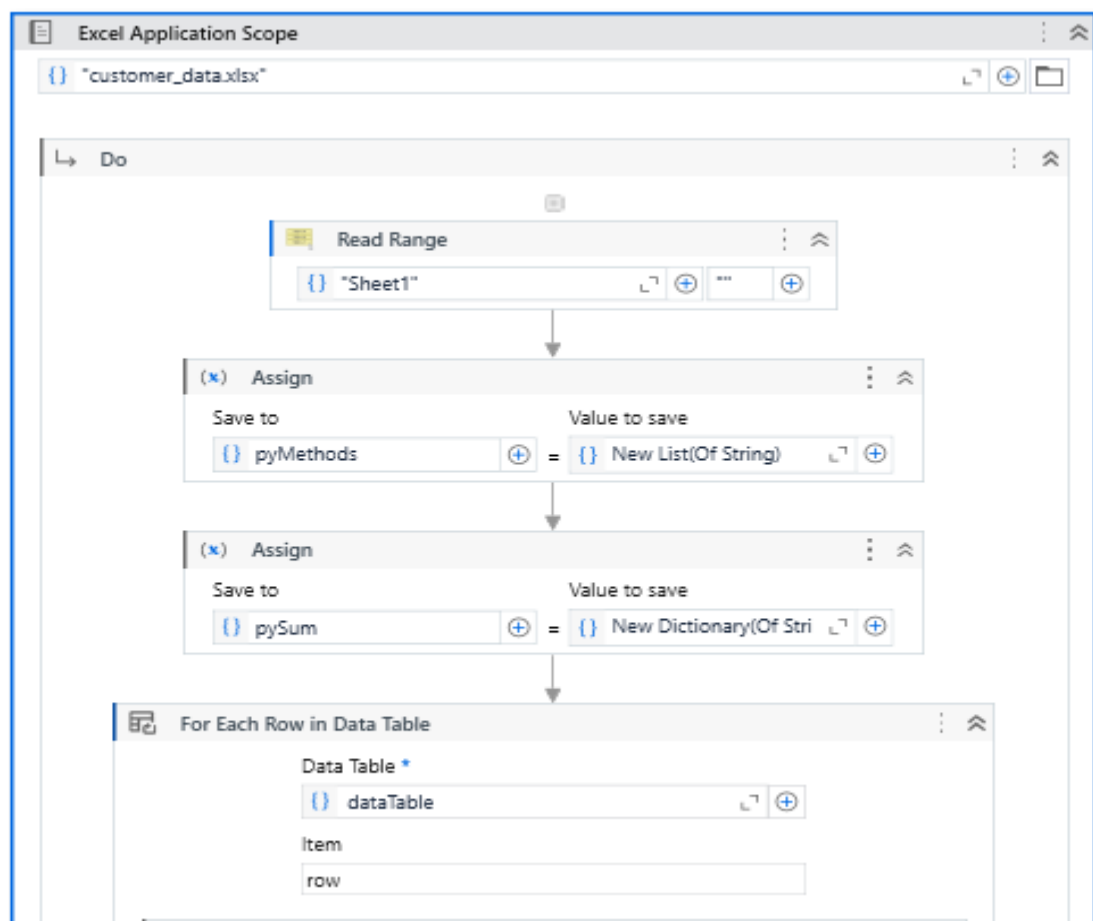 Excel Application Scope
{} "customer_data.xlsx"
Do
Read Range
{} "Sheet1" ""
(x) Assign
Save to Value to save
{} pyMethods = {} New List(Of String)
(x) Assign
Save to Value to save
{} pySum = {} New Dictionary(Of Stri
For Each Row in Data Table
Data Table *
{} dataTable
Item
row